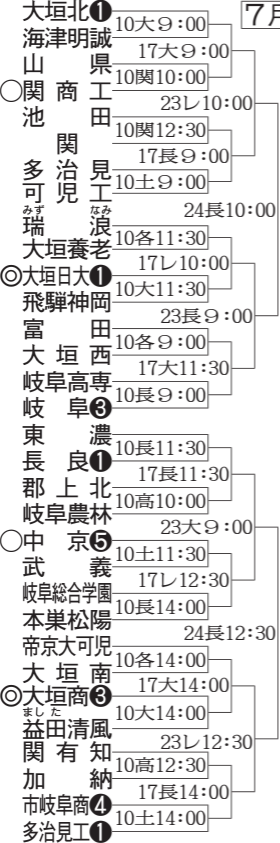 7月
大垣北❶
10大9:00
海津明誠
17大9:00
山県
10関10:00
○関商工
23レ10:00
池田
10関12:30
関
17長9:00
多治見
10土9:00
可児工
24長10:00
みず なみ
瑞浪
10各11:30
大垣養老
17レ10:00
◎大垣日大❶
10大11:30
飛騨神岡
23長9:00
富田
10各9:00
大垣西
17大11:30
岐阜高専
10長9:00
岐阜❸
東濃
10長11:30
長良❶
17長11:30
郡上北
10高10:00
岐阜農林
23大9:00
○中京❺
10土11:30
武義
17レ12:30
岐阜総合学園
10長14:00
本巣松陽
24長12:30
帝京大可児
10各14:00
大垣南
17大14:00
◎大垣商❸
10大14:00
ました
益田清風
23レ12:30
関有知
10高12:30
加納
17長14:00
市岐阜商❹
10土14:00
多治見工❶